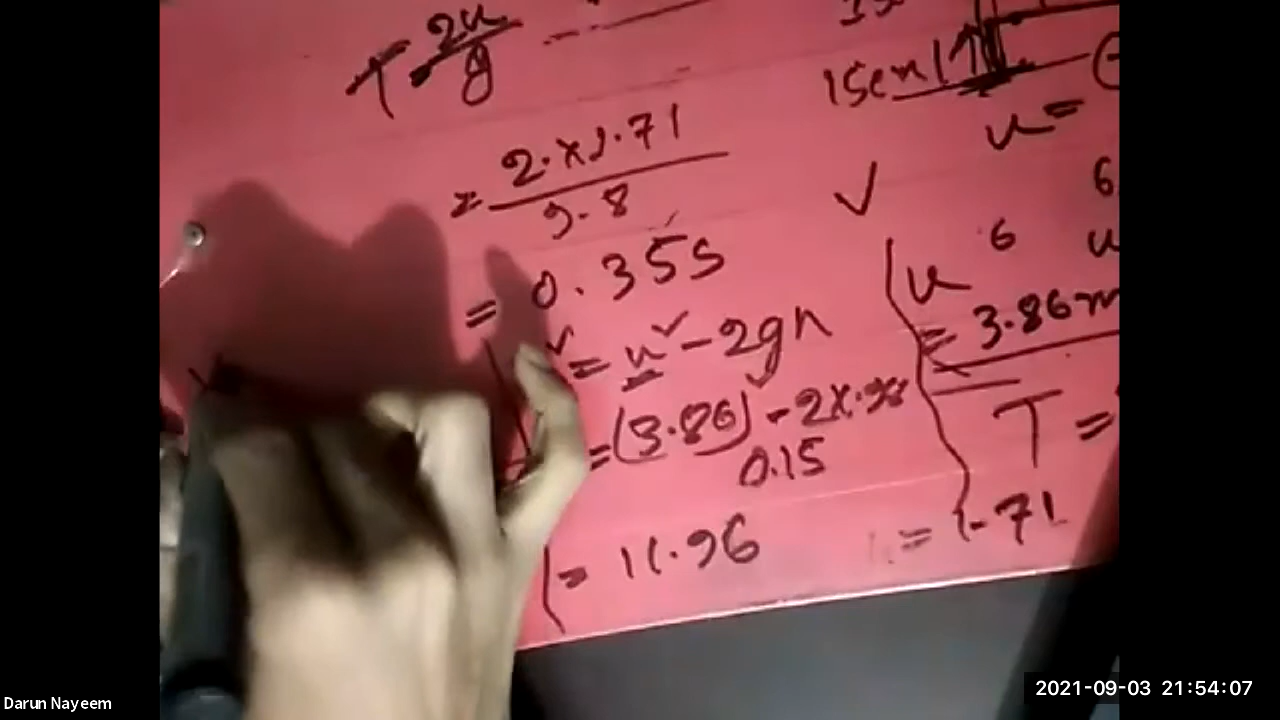 T = 2u/g
= 2×1.71/9.8
= 0.35s
= u² - 2gh
= (3.86)² - 2×9.8
0.15
= 11.96
15cm
u =
6
6
u
u
= 3.86m
T =
= 1.71
Darun Nayeem
2021-09-03 21:54:07